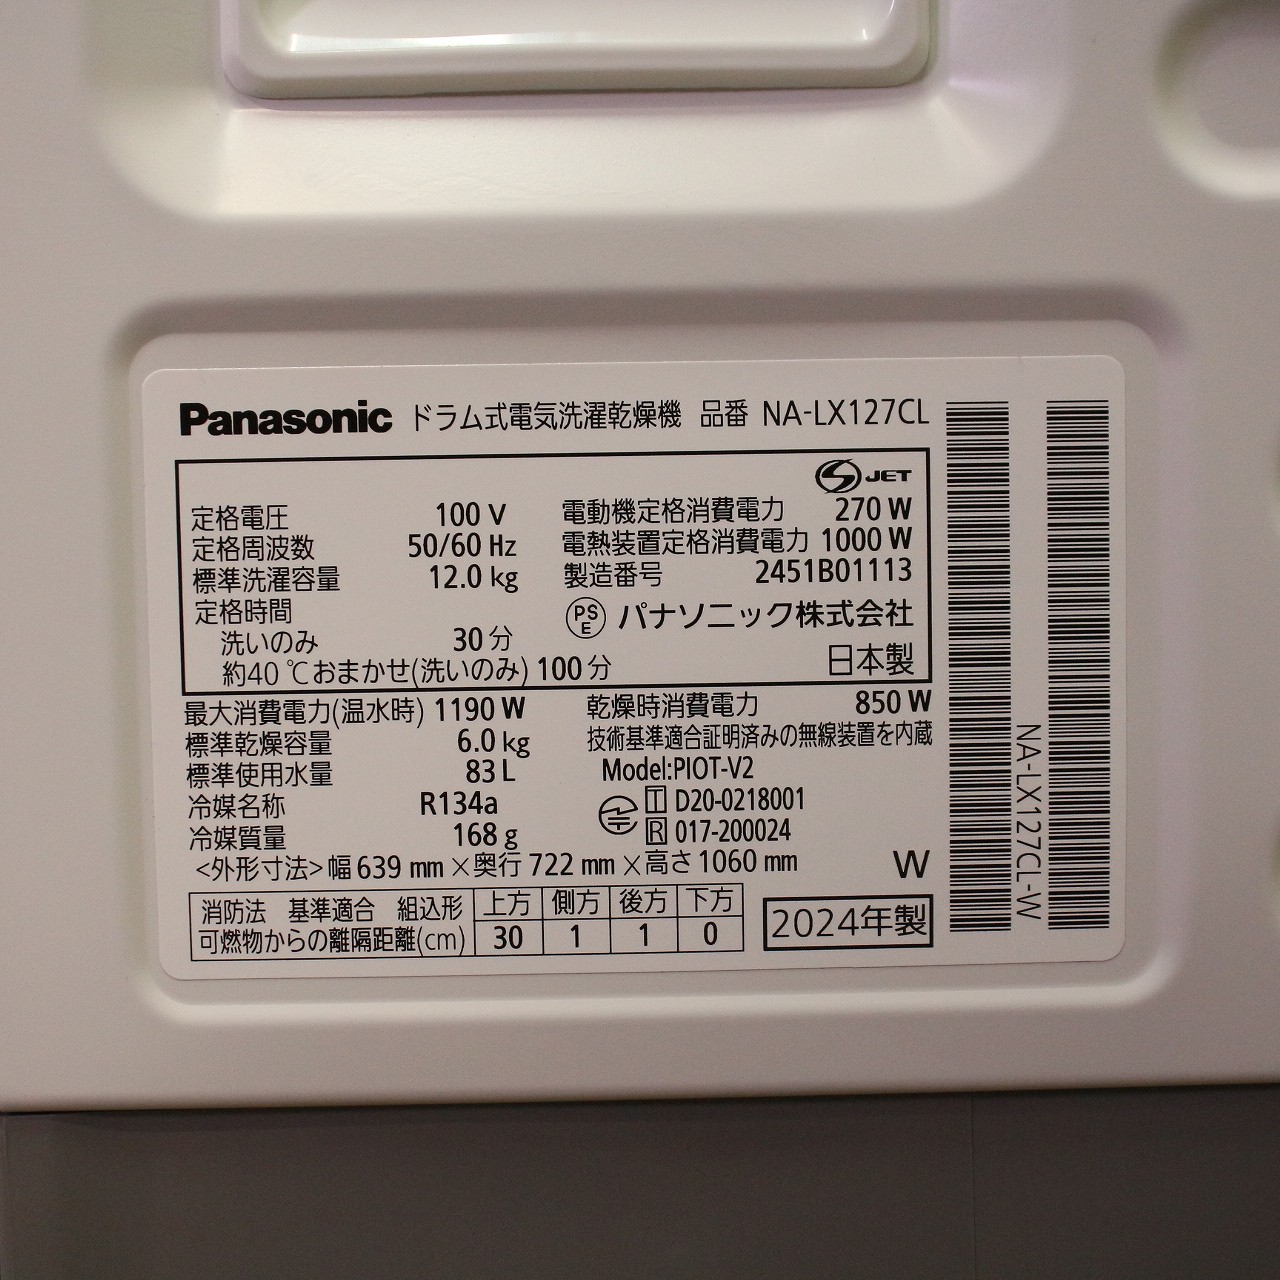 Panasonic ドラム式電気洗濯乾燥機 品番 NA-LX127CL
JET
定格電圧 100 V 電動機定格消費電力 270 W
定格周波数 50/60 Hz 電熱装置定格消費電力 1000 W
標準洗濯容量 12.0 kg 製造番号 2451B01113
定格時間 PSE パナソニック株式会社
洗いのみ 30 分
約40℃おまかせ(洗いのみ) 100 分 日本製
最大消費電力(温水時) 1190 W 乾燥時消費電力 850 W
標準乾燥容量 6.0 kg 技術基準適合証明済みの無線装置を内蔵
標準使用水量 83 L Model:PIOT-V2
冷媒名称 R134a T D20-0218001
冷媒質量 168 g R 017-200024
<外形寸法>幅 639 mm×奥行 722 mm×高さ 1060 mm W
消防法 基準適合 組込形 上方 側方 後方 下方
可燃物からの離隔距離(cm) 30 1 1 0
2024年製
NA-LX127CL-W